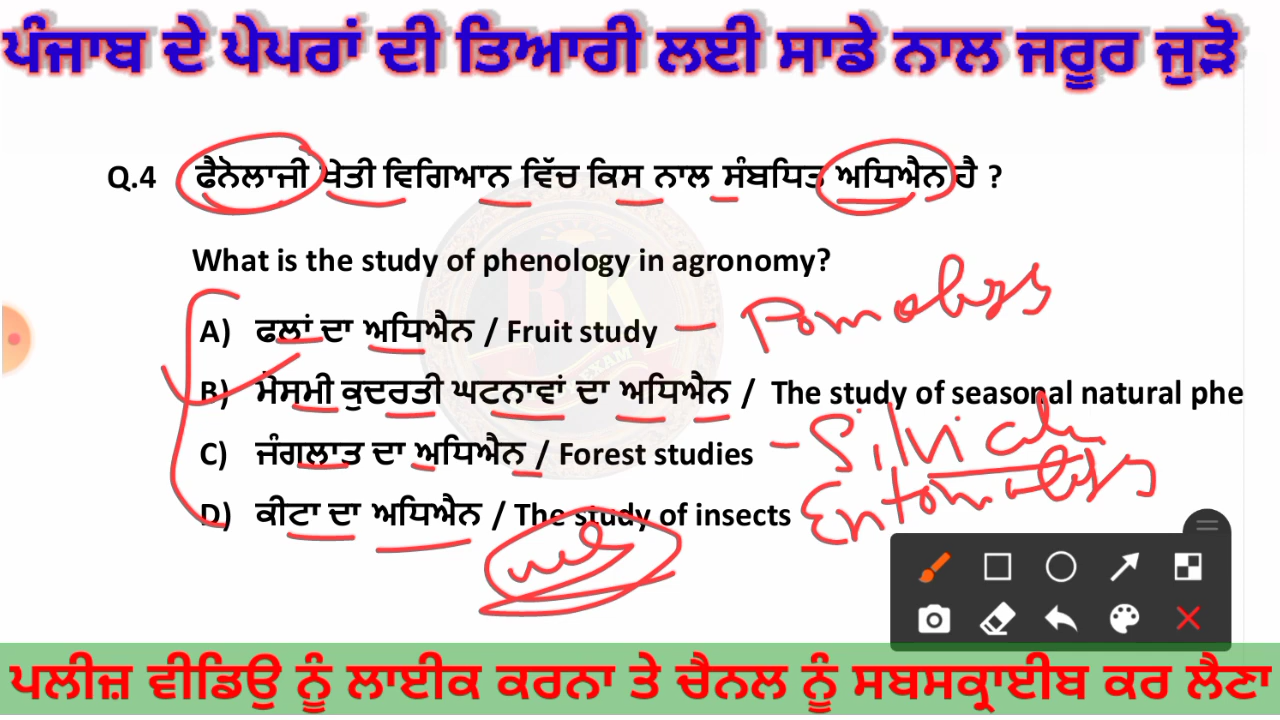 ਪੰਜਾਬ ਦੇ ਪੇਪਰਾਂ ਦੀ ਤਿਆਰੀ ਲਈ ਸਾਡੇ ਨਾਲ ਜਰੂਰ ਜੁੜੋ
Q.4 ਫੈਨੋਲਾਜੀ ਖੇਤੀ ਵਿਗਿਆਨ ਵਿੱਚ ਕਿਸ ਨਾਲ ਸੰਬਧਿਤ ਅਧਿਐਨ ਹੈ ?
What is the study of phenology in agronomy?
A) ਫਲਾਂ ਦਾ ਅਧਿਐਨ / Fruit study –
B) ਮੌਸਮੀ ਕੁਦਰਤੀ ਘਟਨਾਵਾਂ ਦਾ ਅਧਿਐਨ / The study of seasonal natural phe
C) ਜੰਗਲਾਤ ਦਾ ਅਧਿਐਨ / Forest studies –
D) ਕੀਟਾ ਦਾ ਅਧਿਐਨ / The study of insects
ਪਲੀਜ਼ ਵੀਡਿਉ ਨੂੰ ਲਾਈਕ ਕਰਨਾ ਤੇ ਚੈਨਲ ਨੂੰ ਸਬਸਕ੍ਰਾਈਬ ਕਰ ਲੈਣਾ